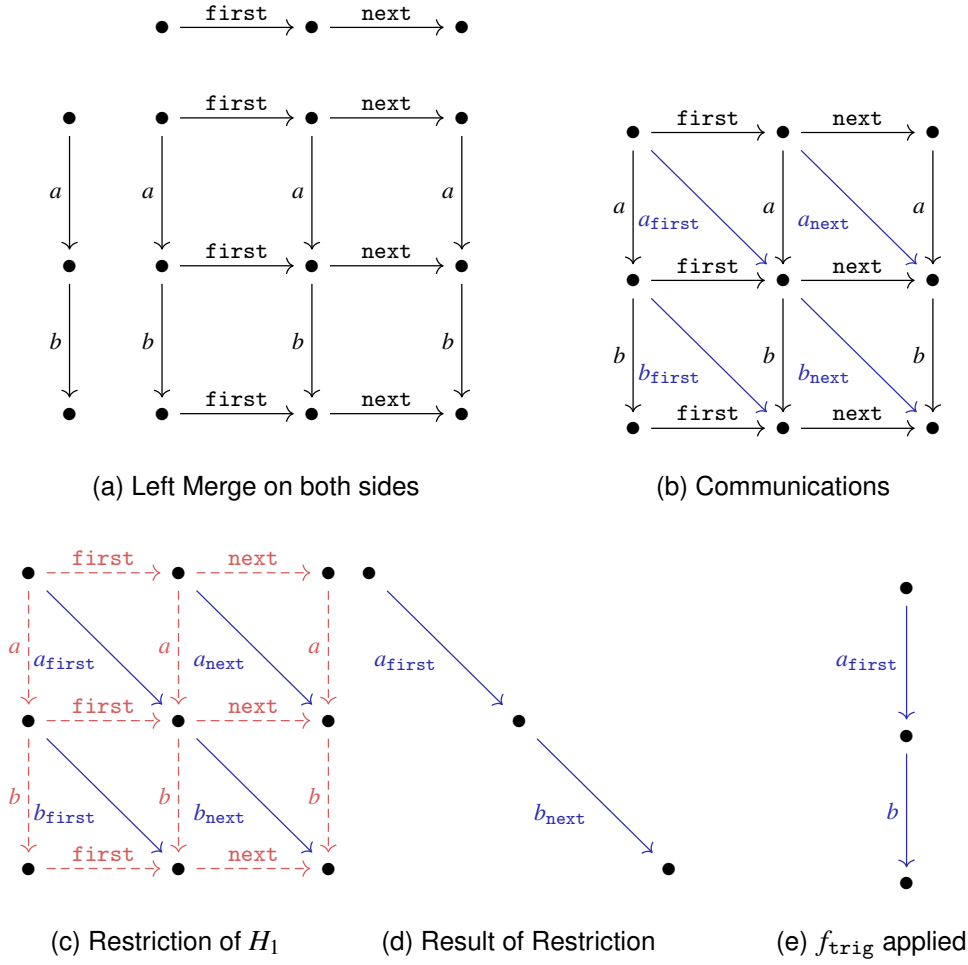 first next
first next
a a a a
first next
b b b b
first next
(a) Left Merge on both sides
first next
a a a
a_first a_next
first next
b b b
b_first b_next
first next
(b) Communications
first next
a a a
a_first a_next
first next
b b b
b_first b_next
first next
(c) Restriction of H_1
a_first
b_next
(d) Result of Restriction
a_first
b
(e) f_trig applied